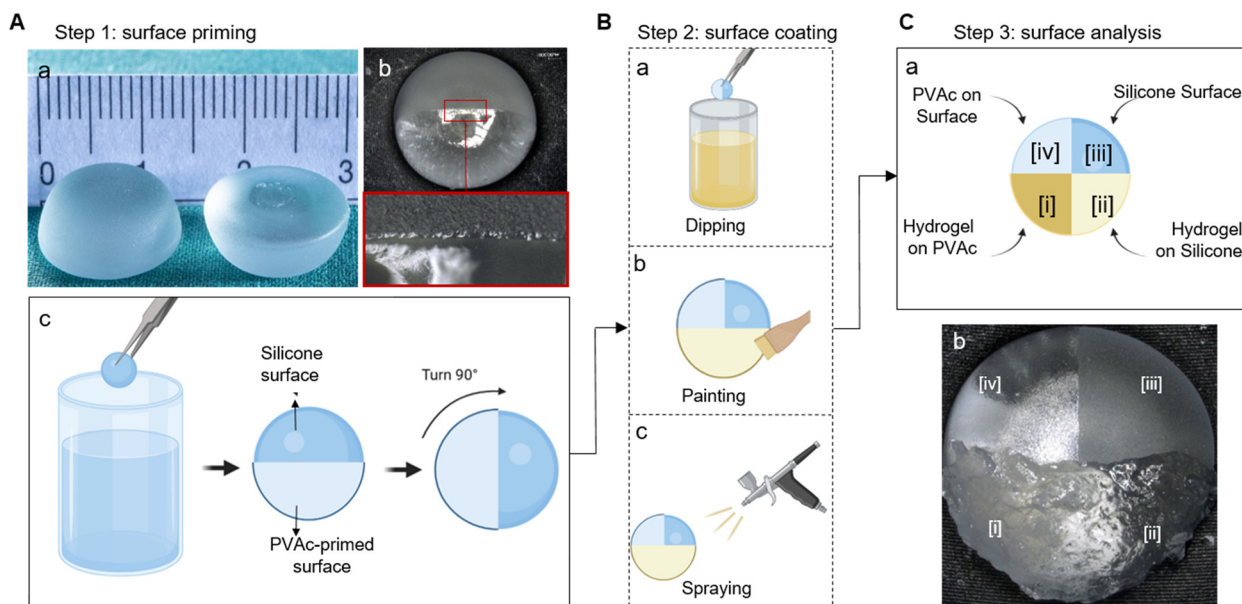 A
Step 1: surface priming
a
0
1
2
3
b
c
Silicone
surface
PVAc-primed
surface
Turn 90°
B
Step 2: surface coating
a
Dipping
b
Painting
c
Spraying
C
Step 3: surface analysis
a
PVAc on
Surface
Silicone Surface
[iv]
[iii]
[i]
[ii]
Hydrogel
on PVAc
Hydrogel
on Silicone
b
[iv]
[iii]
[i]
[ii]